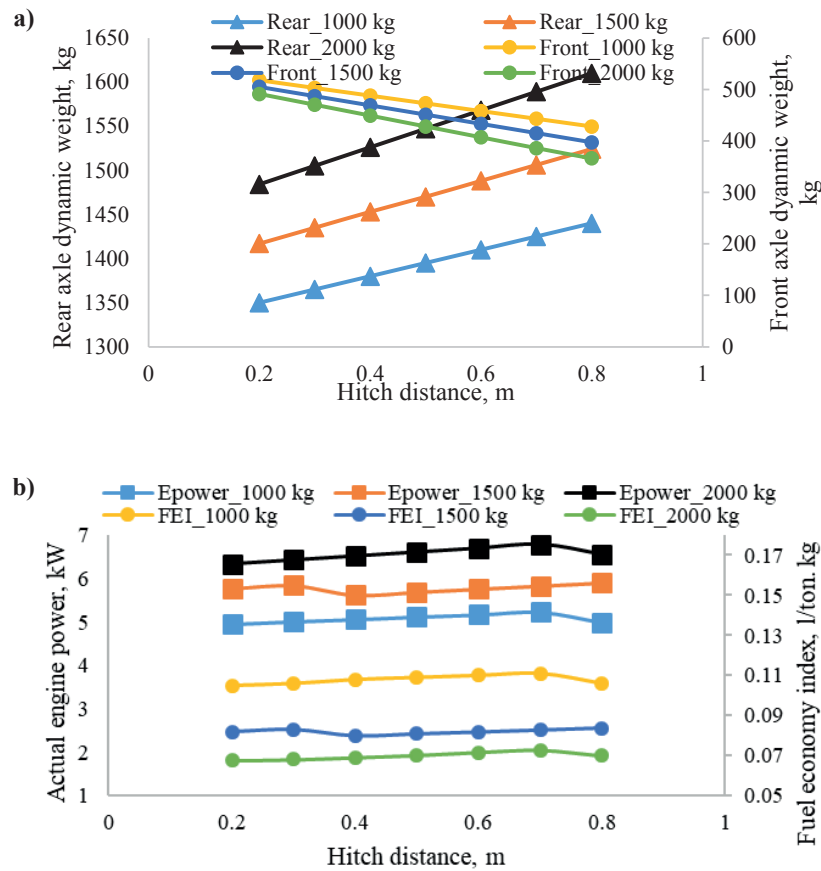 a)
Rear_1000 kg
Rear_1500 kg
Rear_2000 kg
Front_1000 kg
Front_1500 kg
Front_2000 kg
Rear axle dynamic weight, kg
1650
1600
1550
1500
1450
1400
1350
1300
600
500
400
300
200
100
0
Front axle dyanmic weight,
kg
0
0.2
0.4
0.6
0.8
1
Hitch distance, m
b)
Epower_1000 kg
Epower_1500 kg
Epower_2000 kg
FEI_1000 kg
FEI_1500 kg
FEI_2000 kg
Actual engine power, kW
7
6
5
4
3
2
1
0.17
0.15
0.13
0.11
0.09
0.07
0.05
Fuel economy index, l/ton. kg
0
0.2
0.4
0.6
0.8
1
Hitch distance, m